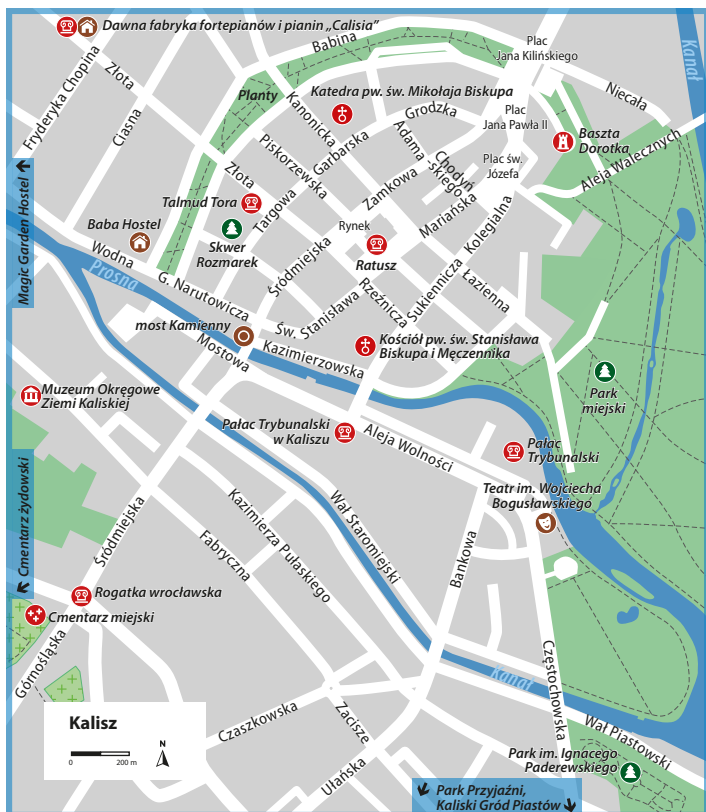 Dawna fabryka fortepianów i pianin „Calisia”
Babina
Plac
Jana Kilińskiego
Kanał
Fryderyka Chopina
Złota
Ciasna
Planty
Katedra pw. św. Mikołaja Biskupa
Kanonicka
Grodzka
Niecała
Plac
Jana Pawła II
Baszta
Dorotka
Piskorzewska
Garbarska
Adama
-skiego
Chodyń
Plac św.
Józefa
Aleja Walecznych
Magic Garden Hostel
Złota
Talmud Tora
Targowa
Zamkowa
Mariańska
Kolegialna
Baba Hostel
Skwer
Rozmarek
Rynek
Ratusz
Wodna
Prosna
Śródmiejska
Sukiennicza
Łazienna
G. Narutowicza
Św. Stanisława
Rzeźnicza
most Kamienny
Mostowa
Kazimierzowska
Kościół pw. św. Stanisława
Biskupa i Męczennika
Park
miejski
Muzeum Okręgowe
Ziemi Kaliskiej
Pałac Trybunalski
w Kaliszu
Aleja Wolności
Pałac
Trybunalski
Teatr im. Wojciecha
Bogusławskiego
Cmentarz żydowski
Śródmiejska
Kazimierza Pułaskiego
Wał Staromiejski
Fabryczna
Bankowa
Rogatka wrocławska
Cmentarz miejski
Górnośląska
Częstochowska
Kanał
Kalisz
0
200 m
N
Czaszkowska
Zacisze
Ułańska
Wał Piastowski
Park im. Ignacego
Paderewskiego
Park Przyjaźni,
Kaliski Gród Piastów